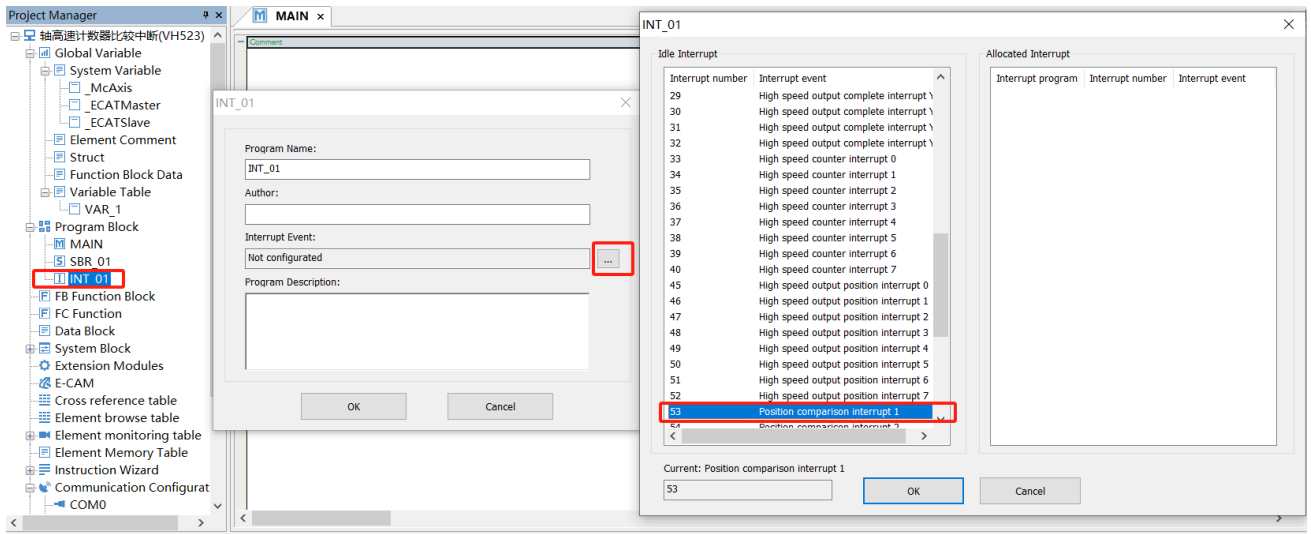 Project Manager
轴高速计数器比较中断(VH523)
Global Variable
System Variable
_McAxis
_ECATMaster
_ECATSlave
Element Comment
Struct
Function Block Data
Variable Table
VAR_1
Program Block
MAIN
SBR_01
INT_01
FB Function Block
FC Function
Data Block
System Block
Extension Modules
E-CAM
Cross reference table
Element browse table
Element monitoring table
Element Memory Table
Instruction Wizard
Communication Configurat
COM0
MAIN
Comment
INT_01
Program Name:
INT_01
Author:
Interrupt Event:
Not configurated
...
Program Description:
OK Cancel
INT_01
Idle Interrupt
Interrupt number Interrupt event
29 High speed output complete interrupt Y
30 High speed output complete interrupt Y
31 High speed output complete interrupt Y
32 High speed output complete interrupt Y
33 High speed counter interrupt 0
34 High speed counter interrupt 1
35 High speed counter interrupt 2
36 High speed counter interrupt 3
37 High speed counter interrupt 4
38 High speed counter interrupt 5
39 High speed counter interrupt 6
40 High speed counter interrupt 7
45 High speed output position interrupt 0
46 High speed output position interrupt 1
47 High speed output position interrupt 2
48 High speed output position interrupt 3
49 High speed output position interrupt 4
50 High speed output position interrupt 5
51 High speed output position interrupt 6
52 High speed output position interrupt 7
53 Position comparison interrupt 1
54 Position comparison interrupt 2
Allocated Interrupt
Interrupt program Interrupt number Interrupt event
Current: Position comparison interrupt 1
53
OK Cancel